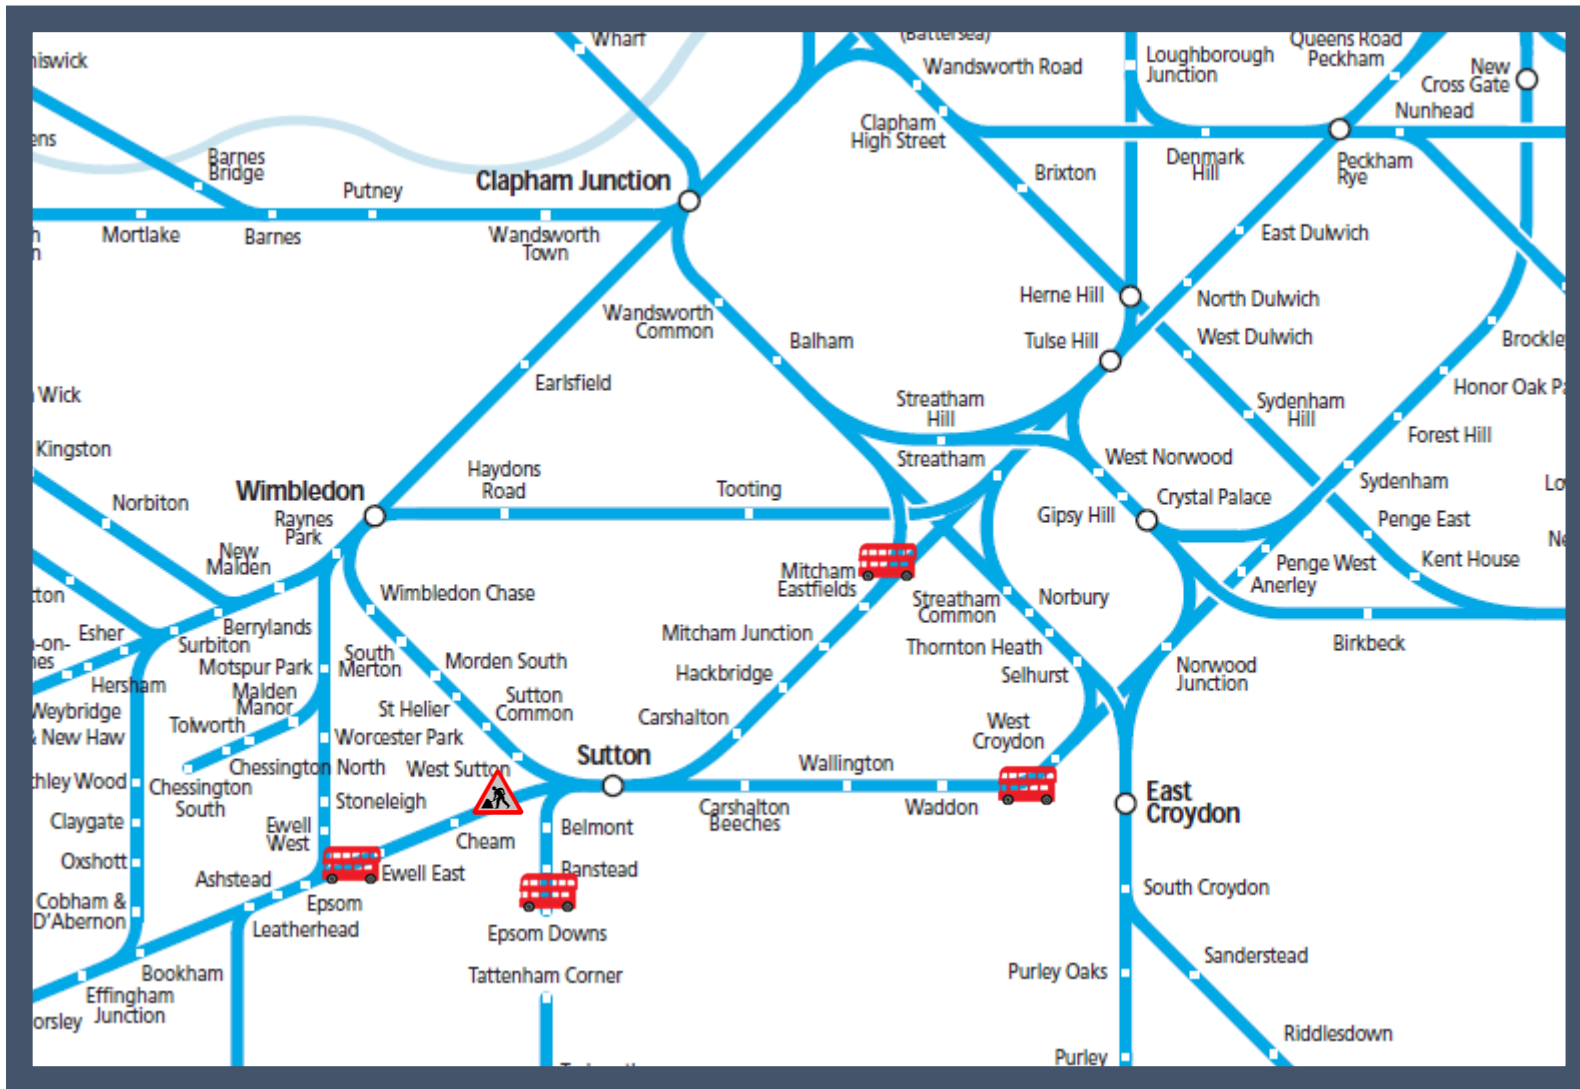 Wharf
(Battersea)
Wandsworth Road
Loughborough
Junction
Queens Road
Peckham
New
Cross Gate
Nunhead
Clapham
High Street
Barnes
Bridge
Putney
Clapham Junction
Brixton
Denmark
Hill
Peckham
Rye
Mortlake
Barnes
Wandsworth
Town
East Dulwich
Herne Hill
North Dulwich
Wandsworth
Common
Balham
Tulse Hill
West Dulwich
Earlsfield
Wick
Kingston
Streatham
Hill
Sydenham
Hill
Honor Oak
Forest Hill
Streatham
West Norwood
Haydons
Road
Tooting
Wimbledon
Raynes
Park
Norbiton
Crystal Palace
Sydenham
Gipsy Hill
Penge East
New
Malden
Mitcham
Eastfields
Penge West
Kent House
Anerley
Wimbledon Chase
Streatham
Common
Norbury
Berrylands
Esher
Surbiton
Mitcham Junction
Thornton Heath
Birkbeck
Motspur Park
South
Merton
Morden South
Hackbridge
Selhurst
Norwood
Junction
Hersham
Malden
Manor
St Helier
Sutton
Common
Carshalton
West
Croydon
Weybridge
& New Haw
Tolworth
Worcester Park
Sutton
Wallington
Chessington North
West Sutton
Chessington
South
Stoneleigh
Carshalton
Beeches
Waddon
East
Croydon
Claygate
Ewell
West
Cheam
Belmont
Oxshott
Ashstead
Ewell East
Banstead
South Croydon
Cobham &
D'Abernon
Epsom
Leatherhead
Epsom Downs
Sanderstead
Bookham
Tattenham Corner
Purley Oaks
Effingham
Junction
Riddlesdown
Purley